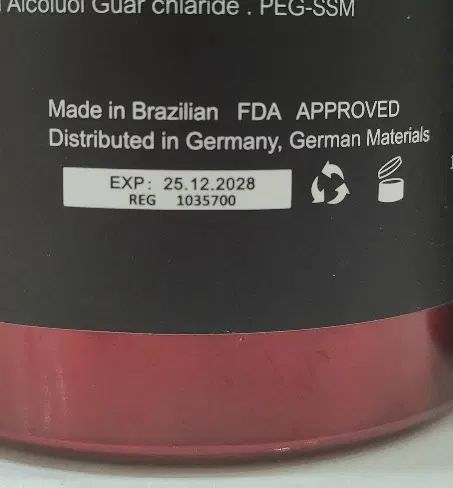 Alcoluol Guar chlaride . PEG-SSM
Made in Brazilian FDA APPROVED
Distributed in Germany, German Materials
EXP: 25.12.2028
REG 1035700